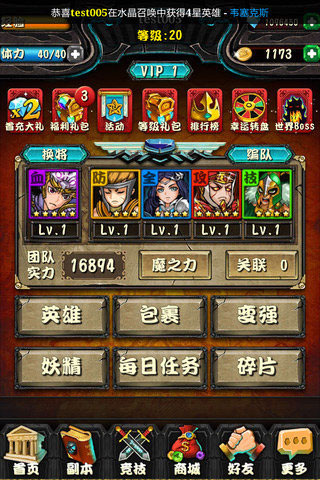 恭喜test005在水晶召唤中获得4星英雄 - 韦塞克斯
test005
等级:20
体力 40/40
1173
VIP 1
首充大礼 福利礼包 3 活动 等级礼包 排行榜 幸运转盘 世界Boss
换将 编队
血 防 全 攻 技
Lv.1 Lv.1 Lv.1 Lv.1 Lv.1
团队实力 16894 魔之力 关联 0
英雄 包裹 变强
妖精 每日任务 碎片
首页 副本 竞技 商城 好友 更多